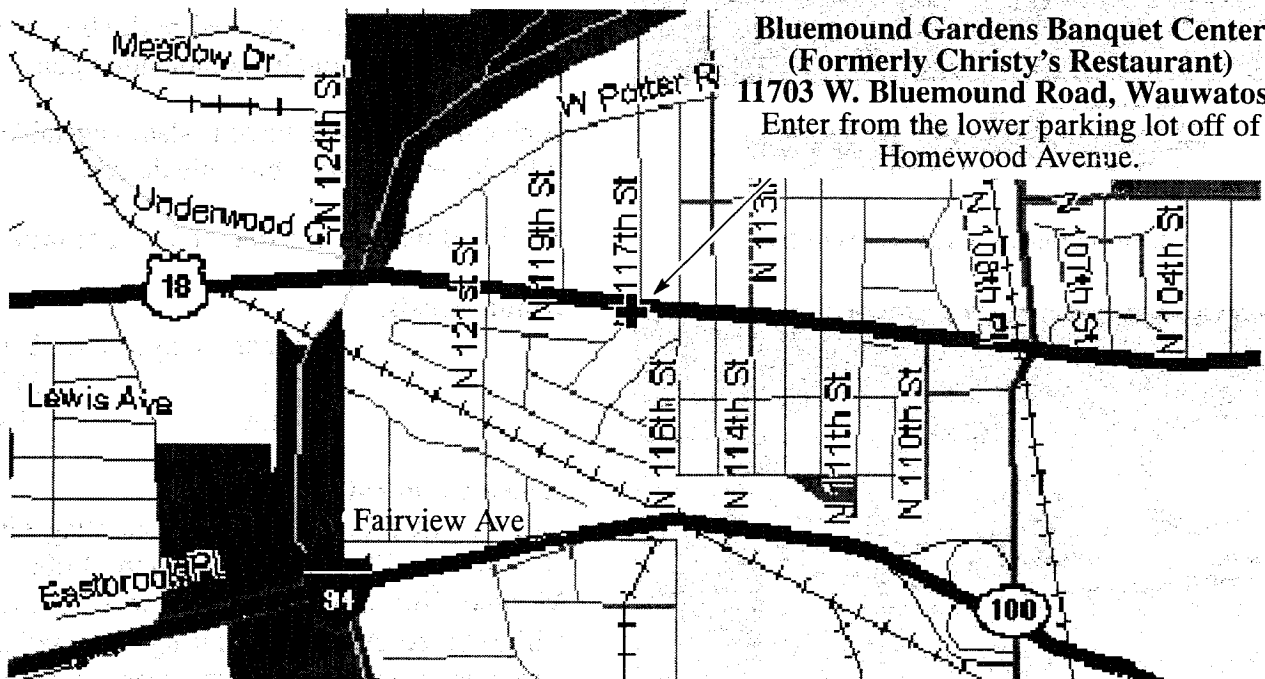 Bluemound Gardens Banquet Center
(Formerly Christy's Restaurant)
11703 W. Bluemound Road, Wauwatos
Enter from the lower parking lot off of
Homewood Avenue.
Meadow Dr
N 124th St
W Potter R
Underwood C
18
N 121st St
N 119th St
117th St
N 113t
N 108th Pl
N 107th St
N 104th St
Lewis Ave
N 116th St
N 114th St
N 111th St
N 110th St
Fairview Ave
Eastbrook Pl
94
100